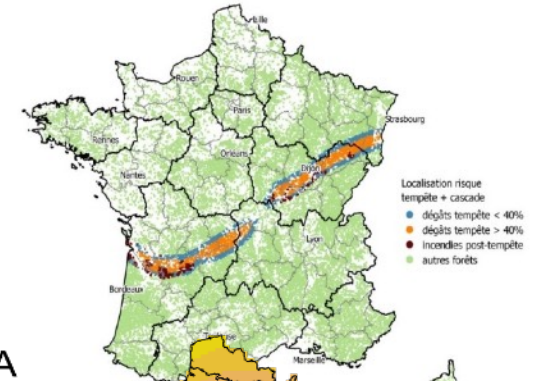 Lille
Rouen
Paris
Strasbourg
Rennes
Orléans
Nantes
Dijon
Localisation risque
tempête + cascade
dégâts tempête < 40%
dégâts tempête > 40%
incendies post-tempête
autres forêts
Lyon
Bordeaux
Toulouse
Marseille
A